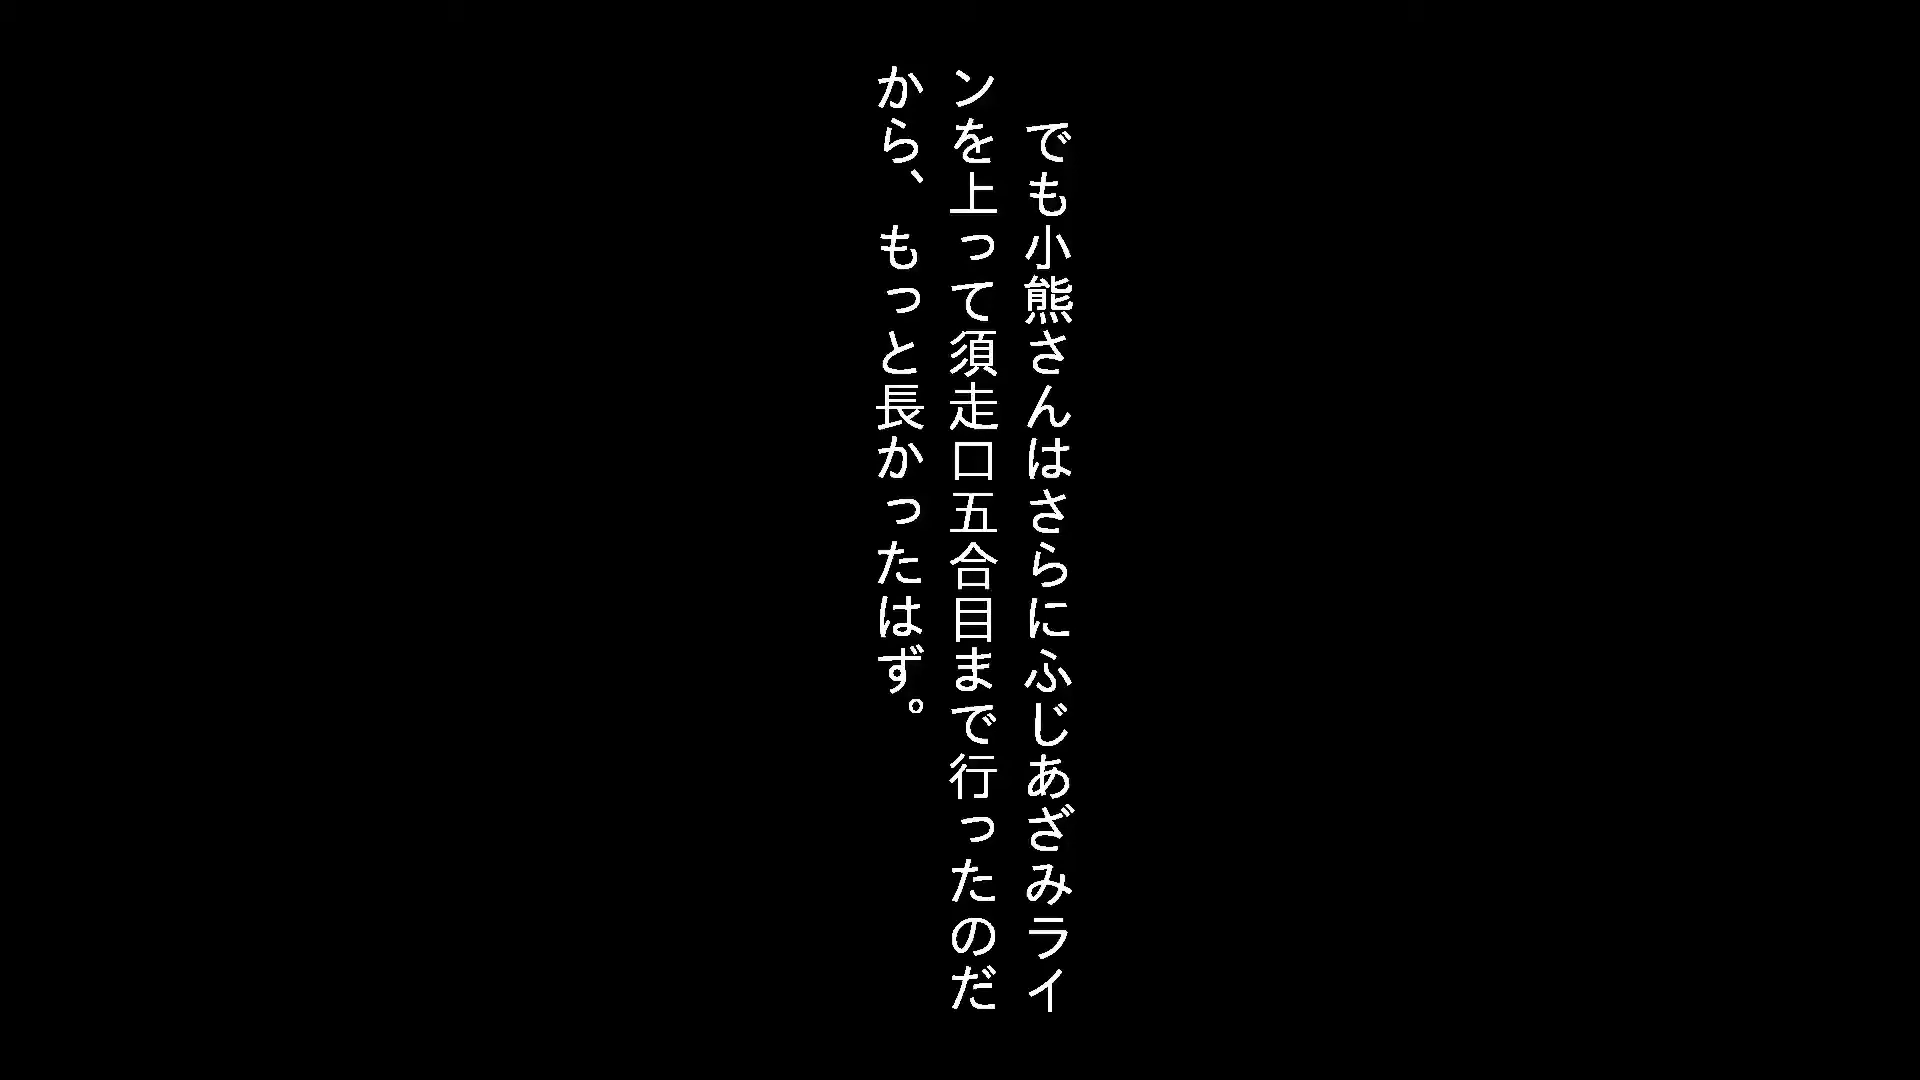 でも小熊さんはさらにふじあざみライ
ンを上って須走口五合目まで行ったのだ
から、もっと長かったはず。